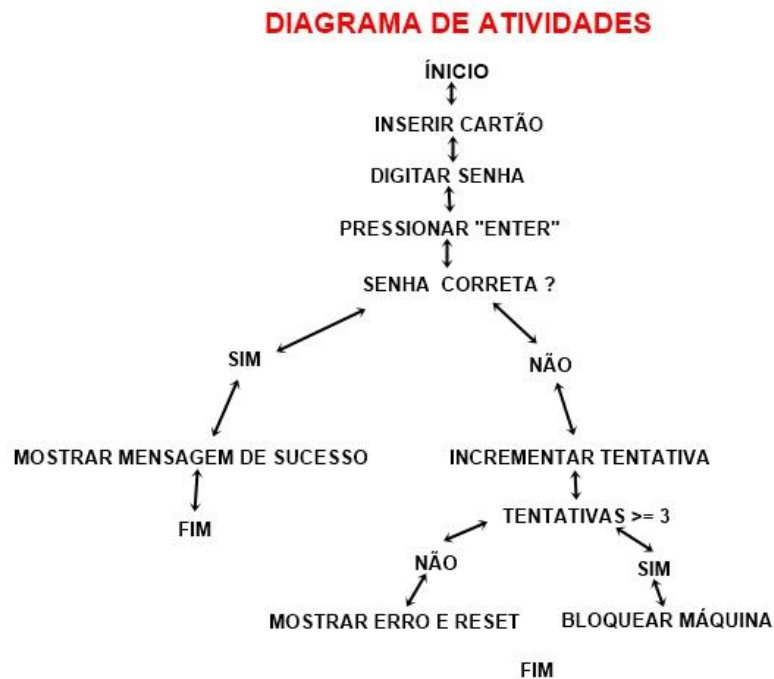 DIAGRAMA DE ATIVIDADES
ÍNICIO
INSERIR CARTÃO
DIGITAR SENHA
PRESSIONAR "ENTER"
SENHA CORRETA ?
SIM
NÃO
MOSTRAR MENSAGEM DE SUCESSO
INCREMENTAR TENTATIVA
FIM
TENTATIVAS >= 3
NÃO
SIM
MOSTRAR ERRO E RESET
BLOQUEAR MÁQUINA
FIM